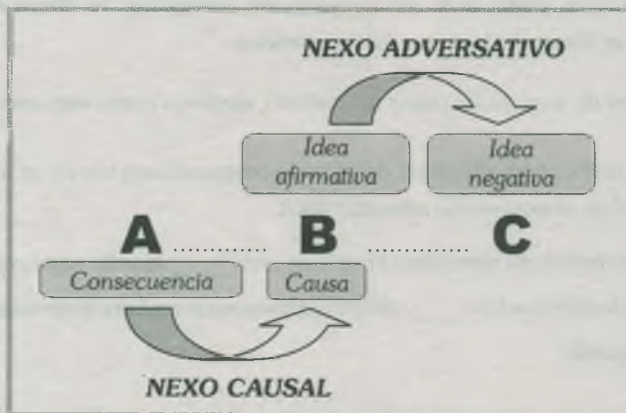 NEXO ADVERSATIVO
Idea
afirmativa
Idea
negativa
A ............... B ................ C
Consecuencia
Causa
NEXO CAUSAL